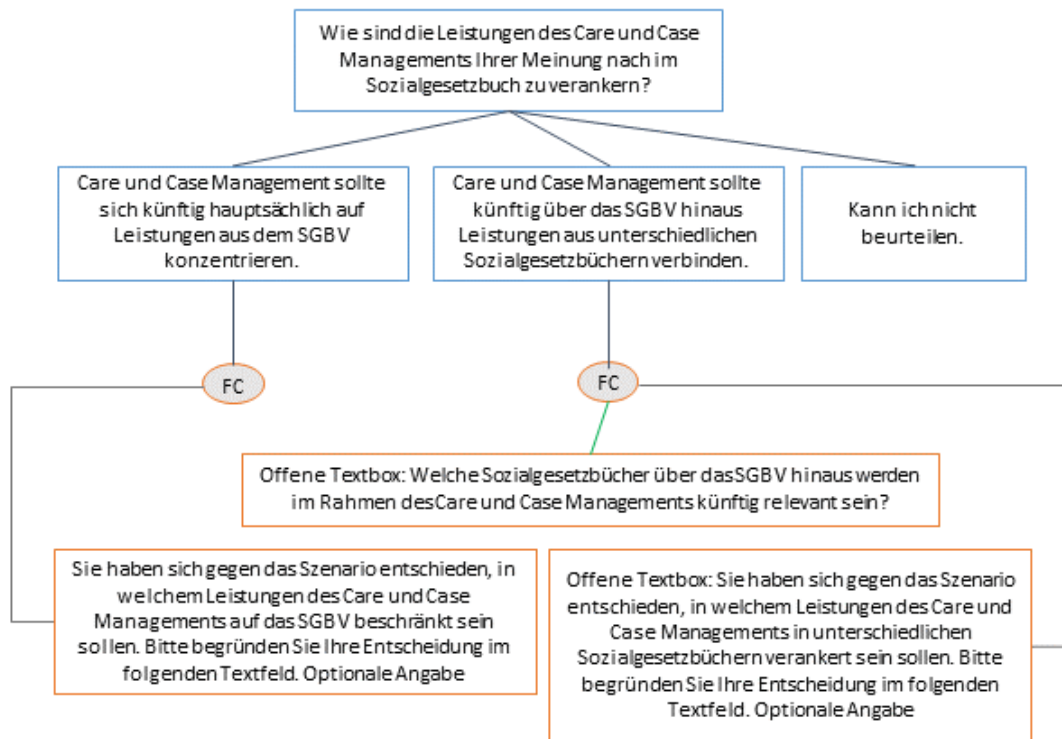 Wie sind die Leistungen des Care und Case
Managements Ihrer Meinung nach im
Sozialgesetzbuch zu verankern?
Care und Case Management sollte
sich künftig hauptsächlich auf
Leistungen aus dem SGB V
konzentrieren.
Care und Case Management sollte
künftig über das SGB V hinaus
Leistungen aus unterschiedlichen
Sozialgesetzbüchern verbinden.
Kann ich nicht
beurteilen.
FC
FC
Offene Textbox: Welche Sozialgesetzbücher über das SGB V hinaus werden
im Rahmen des Care und Case Managements künftig relevant sein?
Sie haben sich gegen das Szenario entschieden, in
welchem Leistungen des Care und Case
Managements auf das SGB V beschränkt sein
sollen. Bitte begründen Sie Ihre Entscheidung im
folgenden Textfeld. Optionale Angabe
Offene Textbox: Sie haben sich gegen das Szenario
entschieden, in welchem Leistungen des Care und
Case Managements in unterschiedlichen
Sozialgesetzbüchern verankert sein sollen. Bitte
begründen Sie Ihre Entscheidung im folgenden
Textfeld. Optionale Angabe